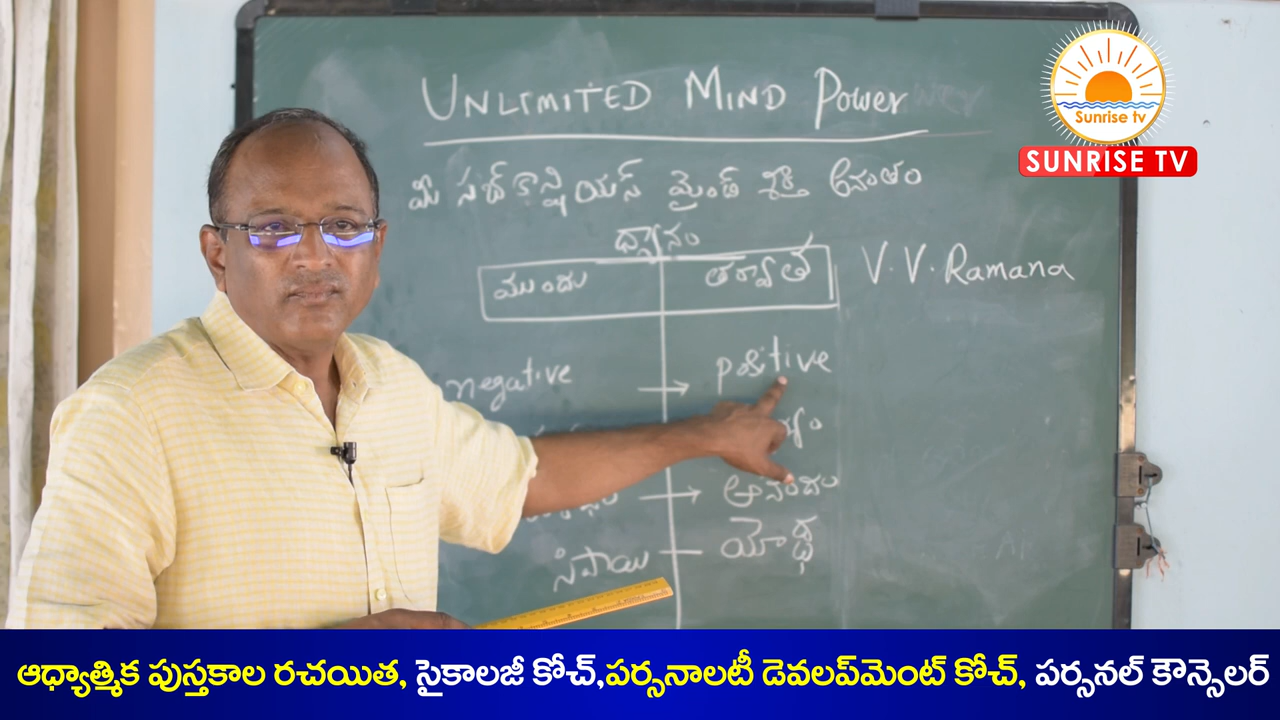 UNLIMITED MIND Power
Sunrise tv
SUNRISE TV
మీ సబ్ కాన్షియస్ మైండ్ శక్తి అనంతం
ధ్యానం
ముందు తర్వాత
V. V. Ramana
negative → positive
→ ఆనందం
సిపాయి — యోధ్ధ
ఆధ్యాత్మిక పుస్తకాల రచయిత, సైకాలజీ కోచ్,పర్సనాలటీ డెవలప్‌మెంట్ కోచ్, పర్సనల్ కౌన్సెలర్